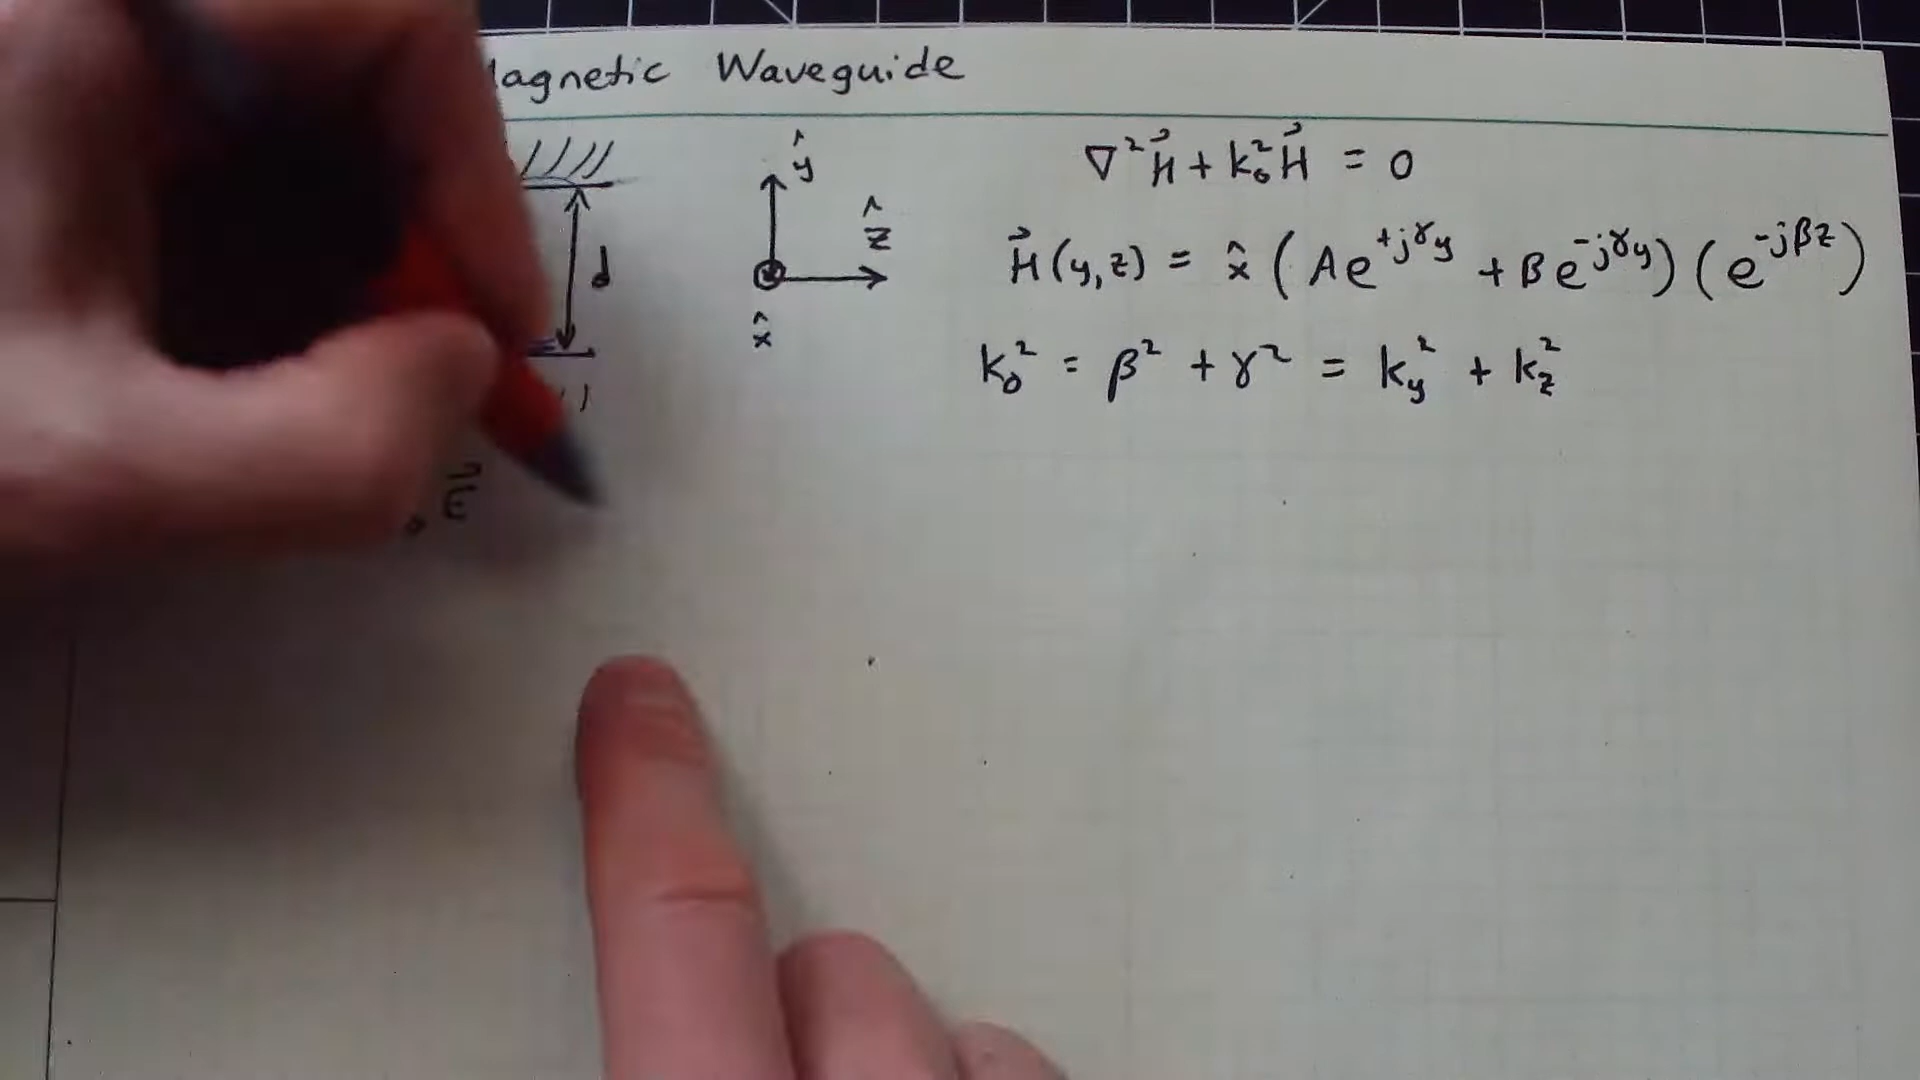 agnetic Waveguide
ŷ
ẑ
x̂
d
∇²H⃗ + k₀²H⃗ = 0
H⃗(y,z) = x̂ (Ae^{+jγy} + Be^{-jγy})(e^{-jβz})
k₀² = β² + γ² = k_y² + k_z²